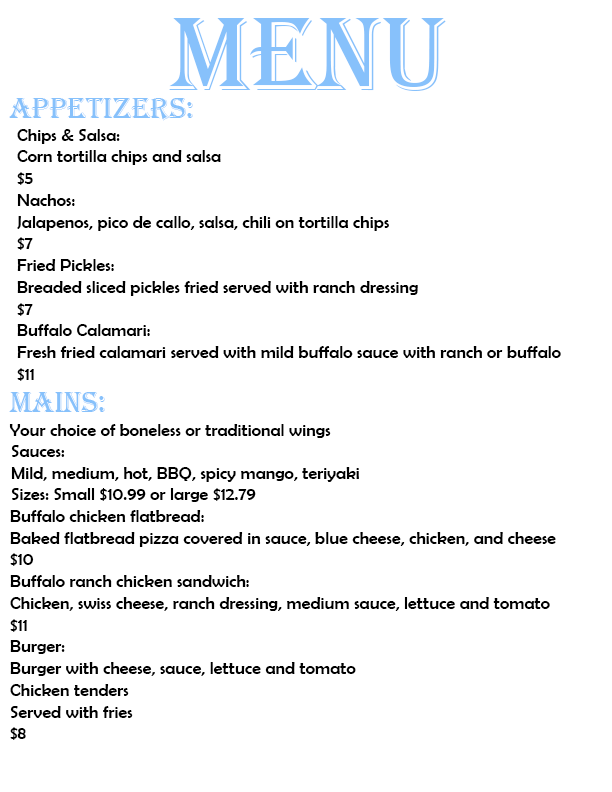 MENU
APPETIZERS:
Chips & Salsa:
Corn tortilla chips and salsa
$5
Nachos:
Jalapenos, pico de callo, salsa, chili on tortilla chips
$7
Fried Pickles:
Breaded sliced pickles fried served with ranch dressing
$7
Buffalo Calamari:
Fresh fried calamari served with mild buffalo sauce with ranch or buffalo
$11
MAINS:
Your choice of boneless or traditional wings
Sauces:
Mild, medium, hot, BBQ, spicy mango, teriyaki
Sizes: Small $10.99 or large $12.79
Buffalo chicken flatbread:
Baked flatbread pizza covered in sauce, blue cheese, chicken, and cheese
$10
Buffalo ranch chicken sandwich:
Chicken, swiss cheese, ranch dressing, medium sauce, lettuce and tomato
$11
Burger:
Burger with cheese, sauce, lettuce and tomato
Chicken tenders
Served with fries
$8